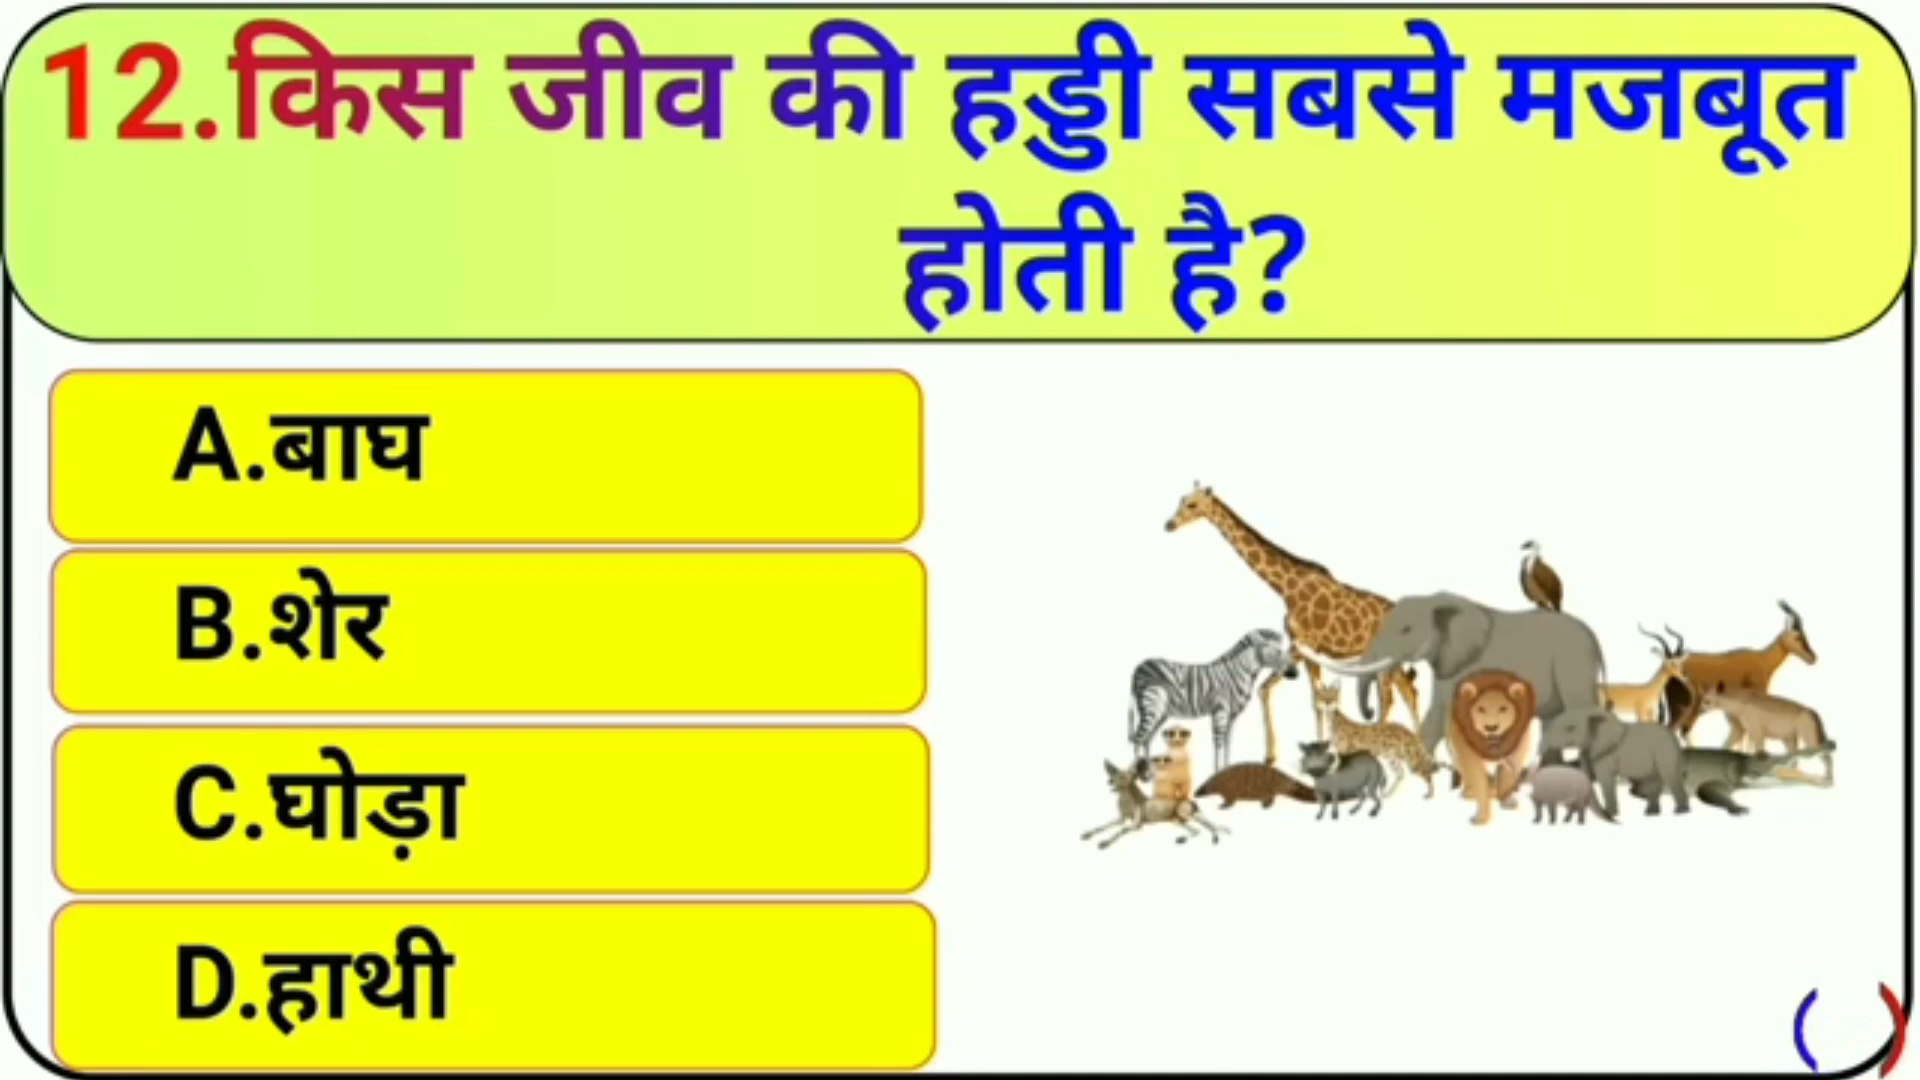 12.किस जीव की हड्डी सबसे मजबूत
होती है?
A.बाघ
B.शेर
C.घोड़ा
D.हाथी
( )